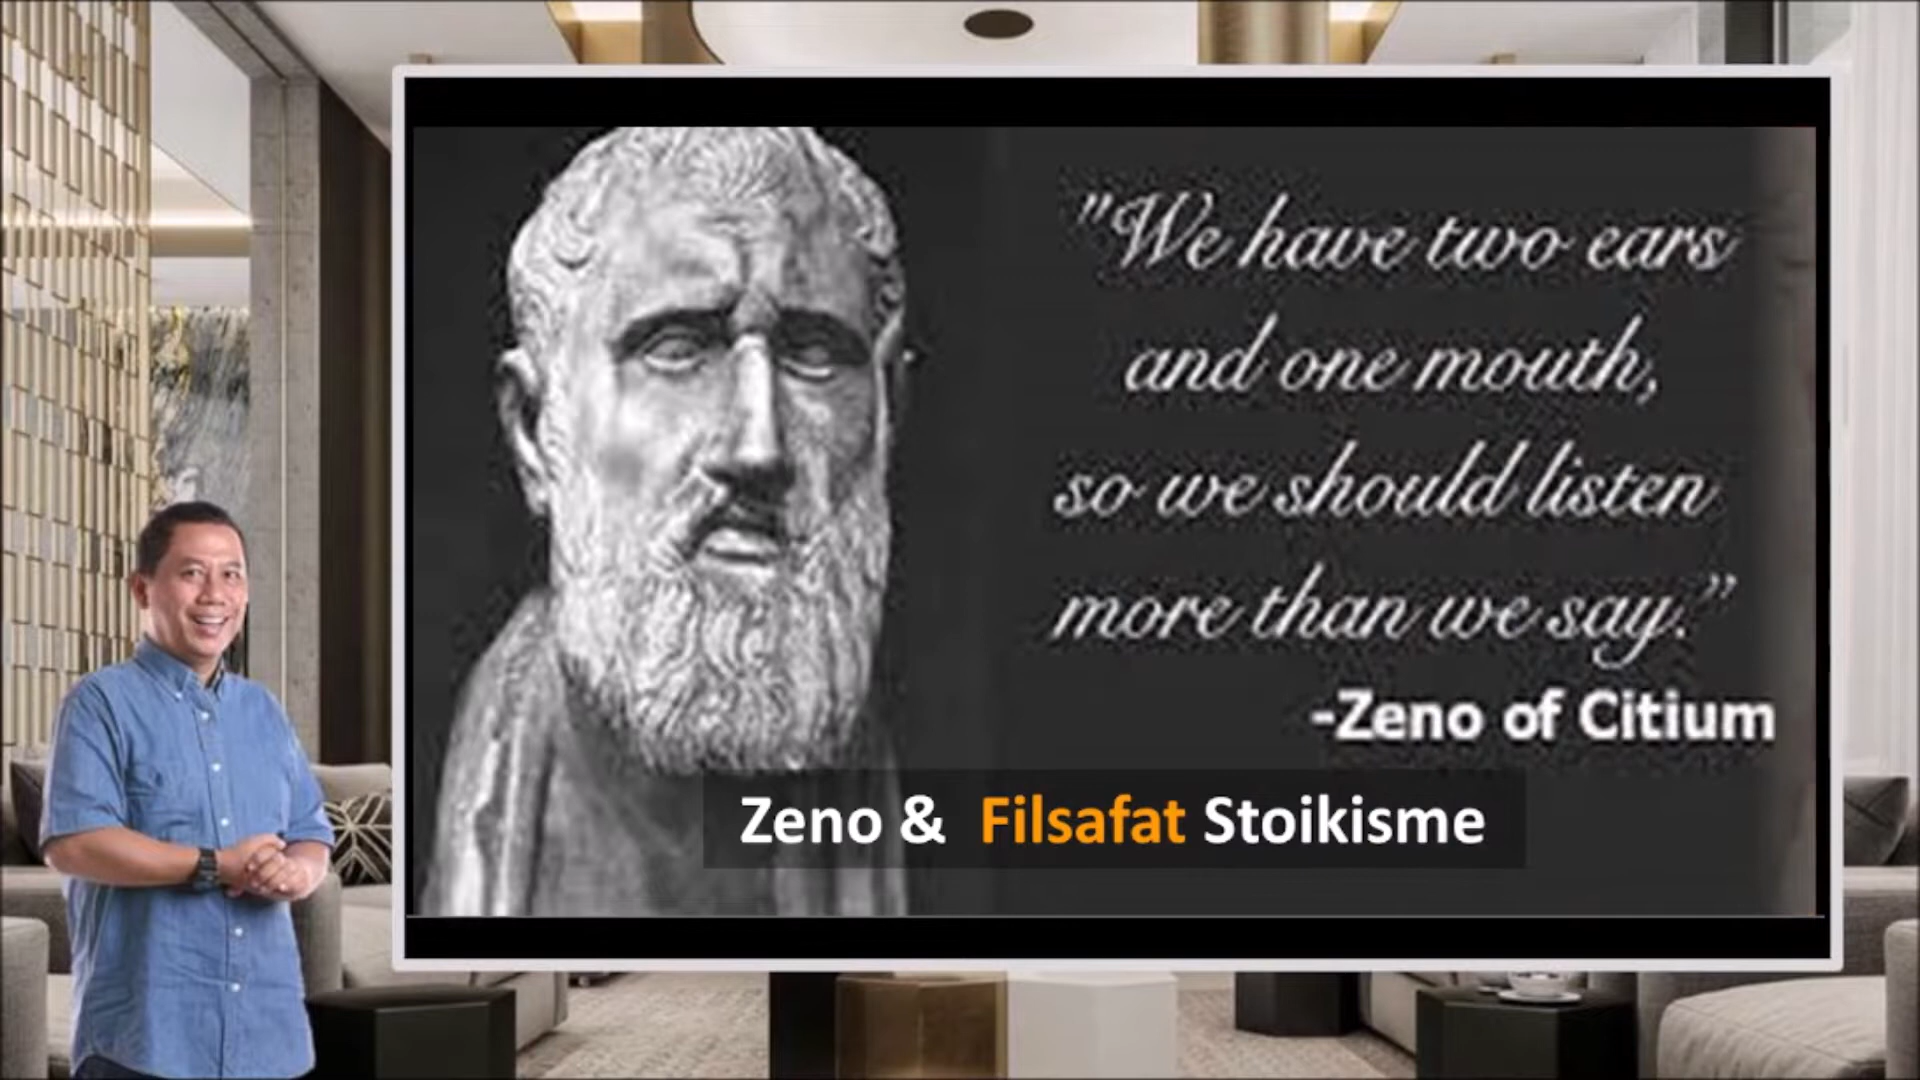 "We have two ears
and one mouth,
so we should listen
more than we say."
-Zeno of Citium
Zeno & Filsafat Stoikisme